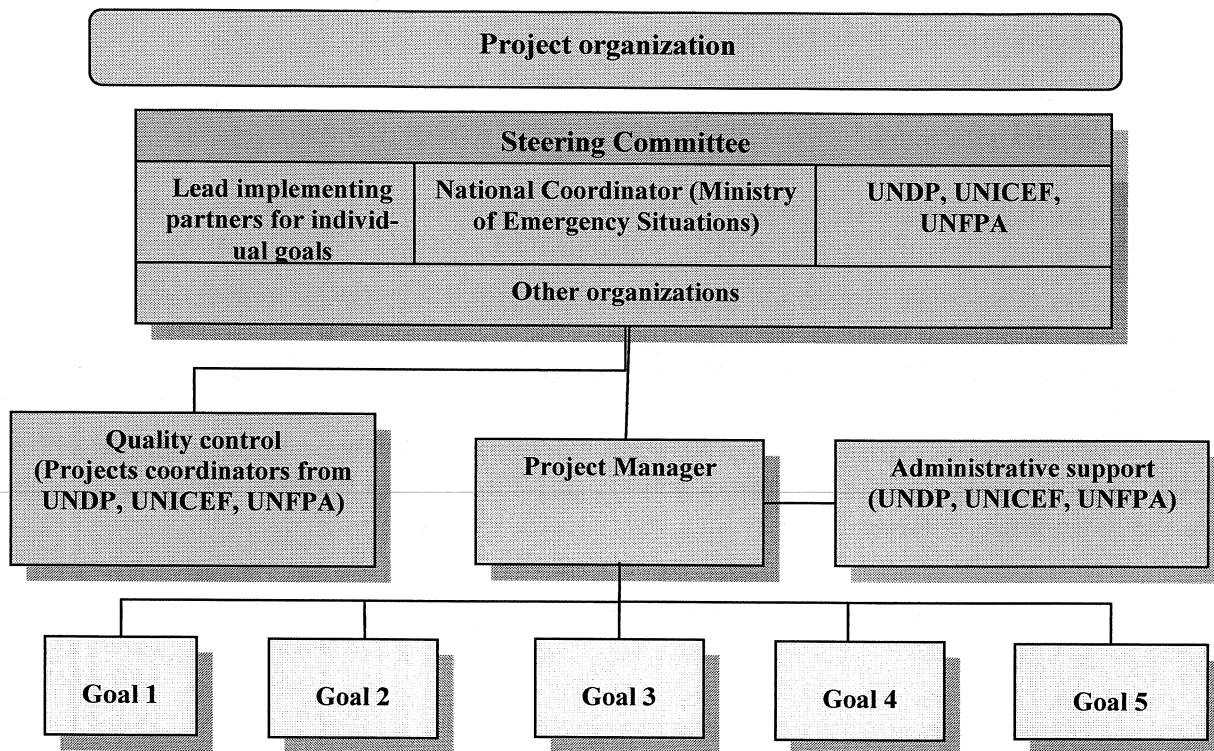 Project organization
Steering Committee
Lead implementing
partners for individ-
ual goals
National Coordinator (Ministry
of Emergency Situations)
UNDP, UNICEF,
UNFPA
Other organizations
Quality control
(Projects coordinators from
UNDP, UNICEF, UNFPA)
Project Manager
Administrative support
(UNDP, UNICEF, UNFPA)
Goal 1
Goal 2
Goal 3
Goal 4
Goal 5